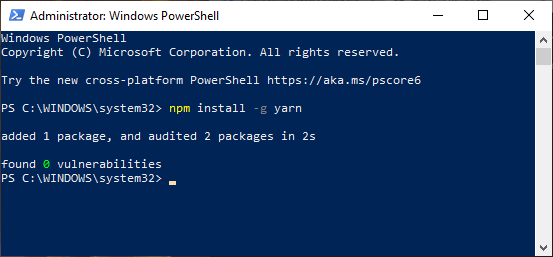 Administrator: Windows PowerShell
Windows PowerShell
Copyright (C) Microsoft Corporation. All rights reserved.
Try the new cross-platform PowerShell https://aka.ms/pscore6
PS C:\WINDOWS\system32> npm install -g yarn
added 1 package, and audited 2 packages in 2s
found 0 vulnerabilities
PS C:\WINDOWS\system32>